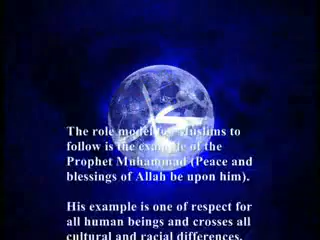 The role model for Muslims to
follow is the example of the
Prophet Muhammad (Peace and
blessings of Allah be upon him).
His example is one of respect for
all human beings and crosses all
cultural and racial differences.